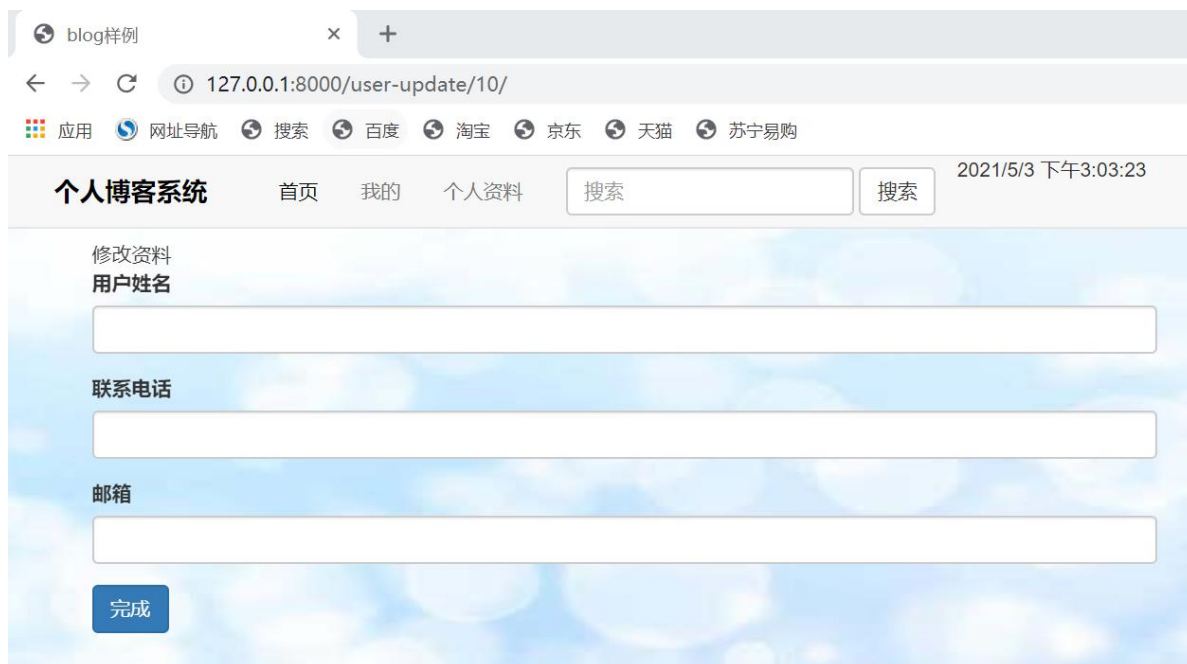 blog样例
127.0.0.1:8000/user-update/10/
应用 网址导航 搜索 百度 淘宝 京东 天猫 苏宁易购
个人博客系统 首页 我的 个人资料 搜索 搜索 2021/5/3 下午3:03:23
修改资料
用户姓名
联系电话
邮箱
完成